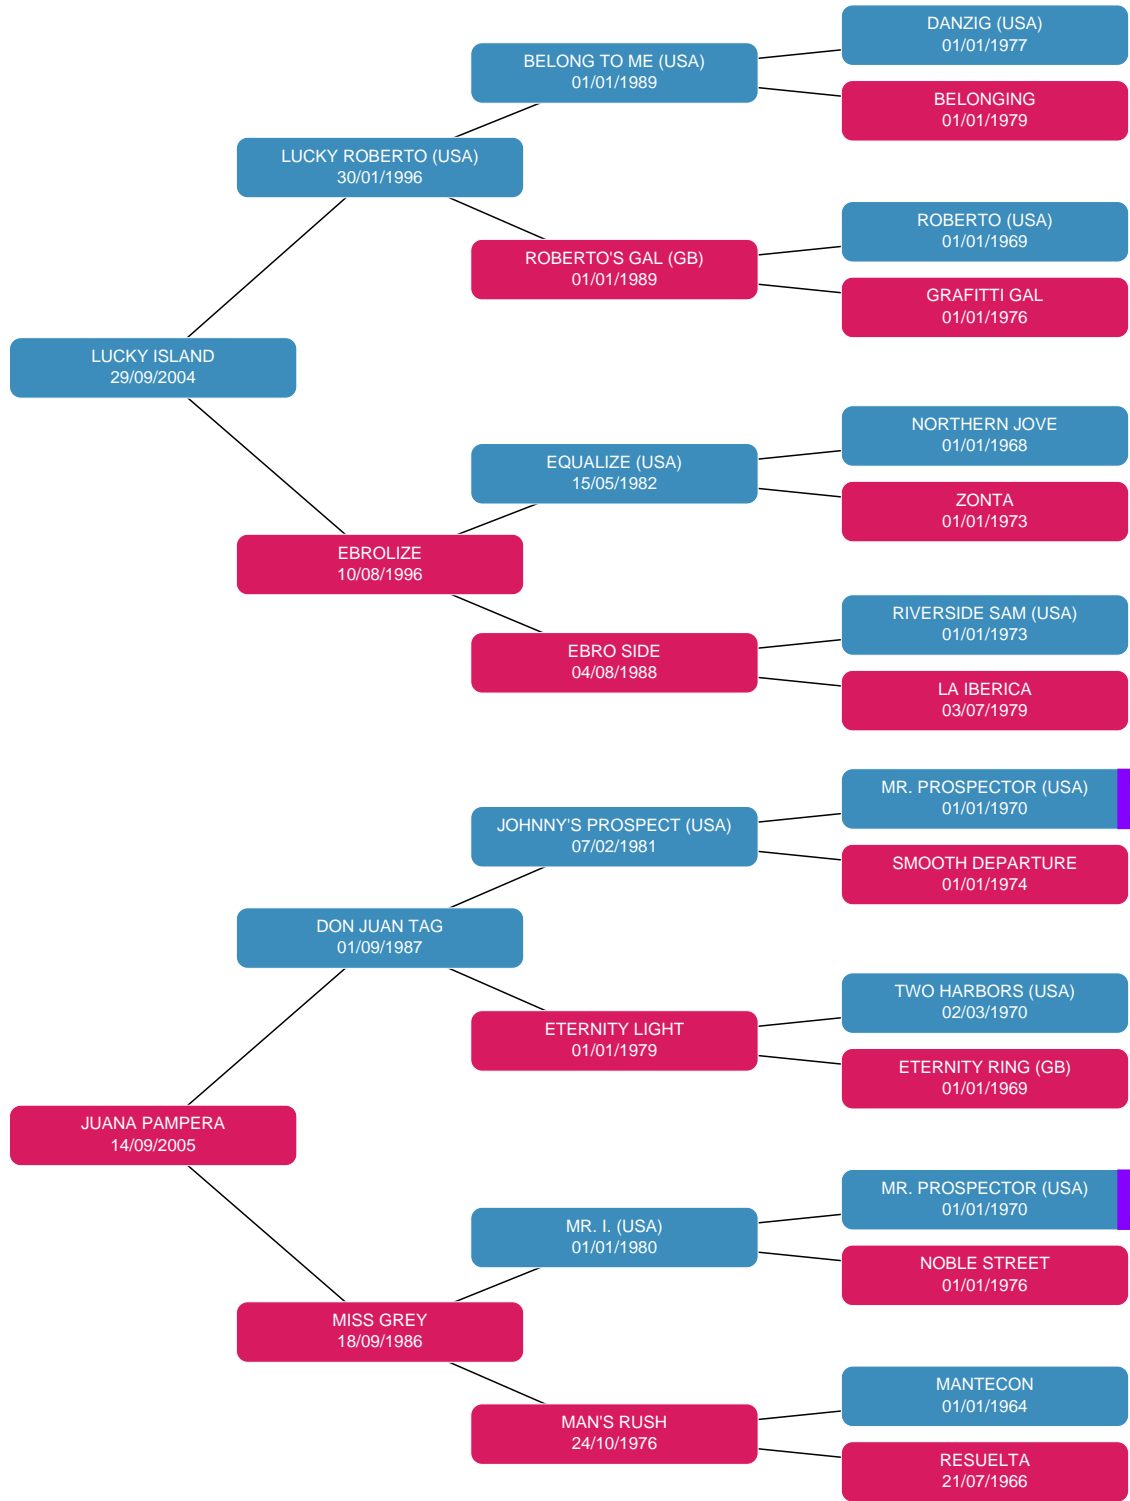 DANZIG (USA)
01/01/1977
BELONG TO ME (USA)
01/01/1989
BELONGING
01/01/1979
LUCKY ROBERTO (USA)
30/01/1996
ROBERTO (USA)
01/01/1969
ROBERTO'S GAL (GB)
01/01/1989
GRAFITTI GAL
01/01/1976
LUCKY ISLAND
29/09/2004
NORTHERN JOVE
01/01/1968
EQUALIZE (USA)
15/05/1982
ZONTA
01/01/1973
EBROLIZE
10/08/1996
RIVERSIDE SAM (USA)
01/01/1973
EBRO SIDE
04/08/1988
LA IBERICA
03/07/1979
MR. PROSPECTOR (USA)
01/01/1970
JOHNNY'S PROSPECT (USA)
07/02/1981
SMOOTH DEPARTURE
01/01/1974
DON JUAN TAG
01/09/1987
TWO HARBORS (USA)
02/03/1970
ETERNITY LIGHT
01/01/1979
ETERNITY RING (GB)
01/01/1969
JUANA PAMPERA
14/09/2005
MR. PROSPECTOR (USA)
01/01/1970
MR. I. (USA)
01/01/1980
NOBLE STREET
01/01/1976
MISS GREY
18/09/1986
MANTECON
01/01/1964
MAN'S RUSH
24/10/1976
RESUELTA
21/07/1966